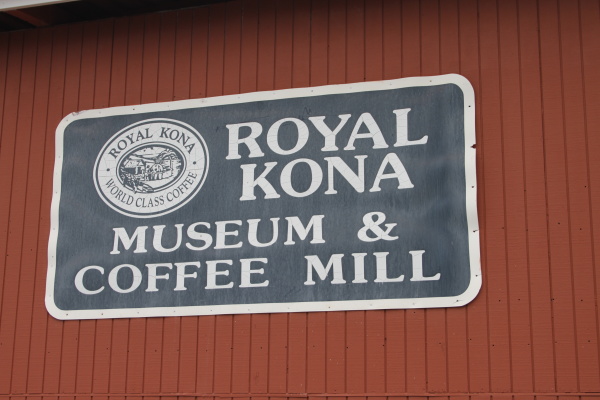 ROYAL KONA
WORLD CLASS COFFEE
ROYAL
KONA
MUSEUM &
COFFEE MILL